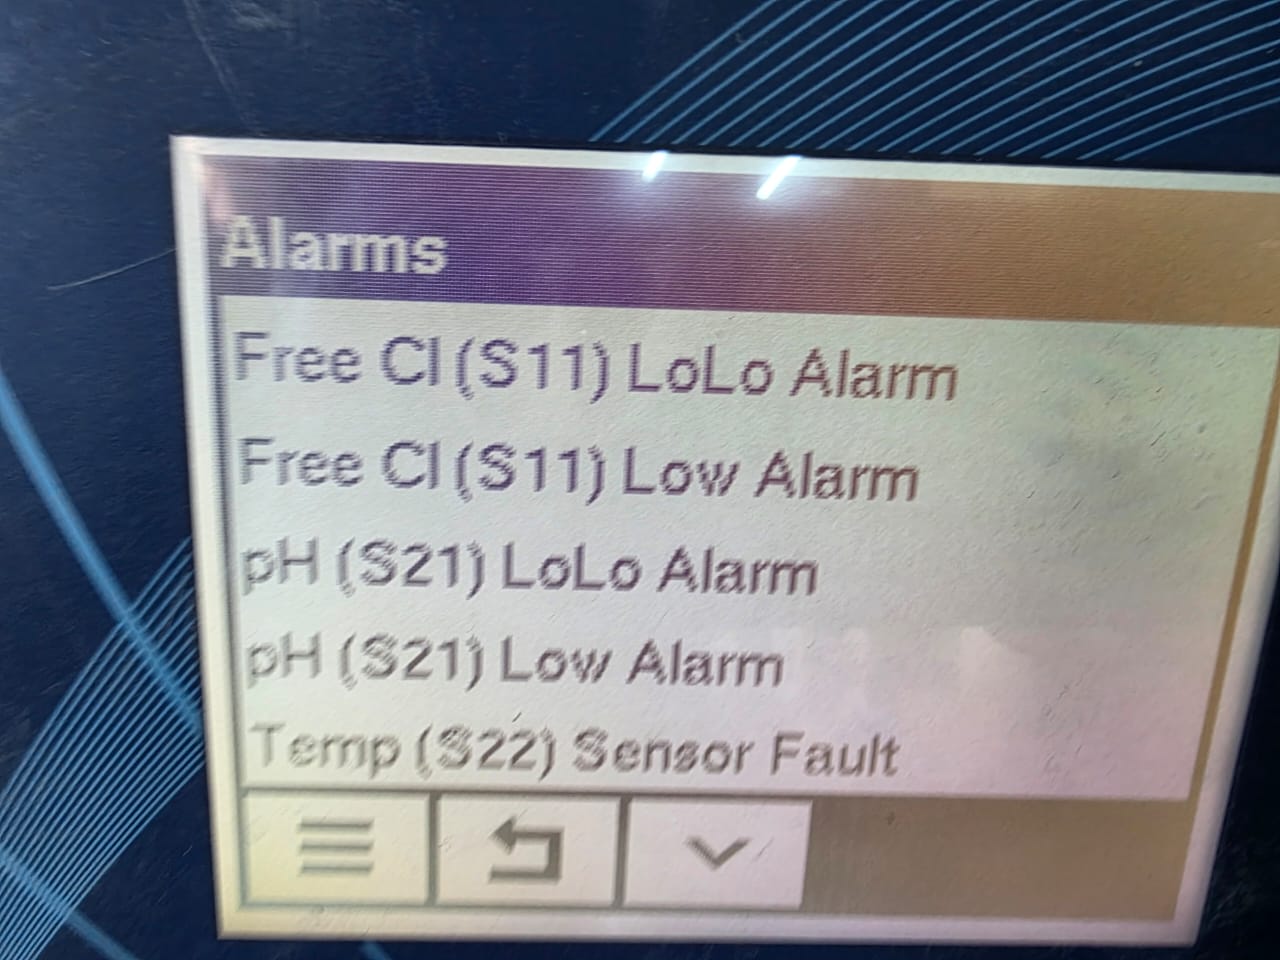 Alarms
Free Cl (S11) LoLo Alarm
Free Cl (S11) Low Alarm
pH (S21) LoLo Alarm
pH (S21) Low Alarm
Temp (S22) Sensor Fault